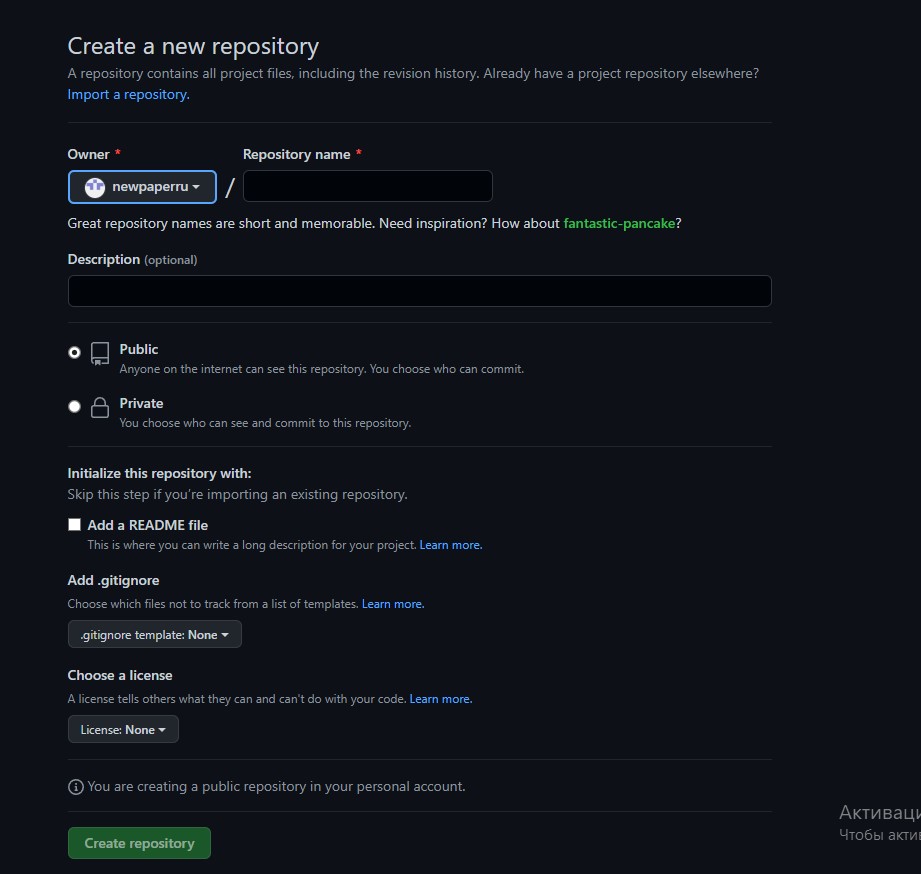 Create a new repository
A repository contains all project files, including the revision history. Already have a project repository elsewhere?
Import a repository.
Owner * Repository name *
newpaperru /
Great repository names are short and memorable. Need inspiration? How about fantastic-pancake?
Description (optional)
Public
Anyone on the internet can see this repository. You choose who can commit.
Private
You choose who can see and commit to this repository.
Initialize this repository with:
Skip this step if you’re importing an existing repository.
Add a README file
This is where you can write a long description for your project. Learn more.
Add .gitignore
Choose which files not to track from a list of templates. Learn more.
.gitignore template: None
Choose a license
A license tells others what they can and can't do with your code. Learn more.
License: None
You are creating a public repository in your personal account.
Create repository
Чтобы